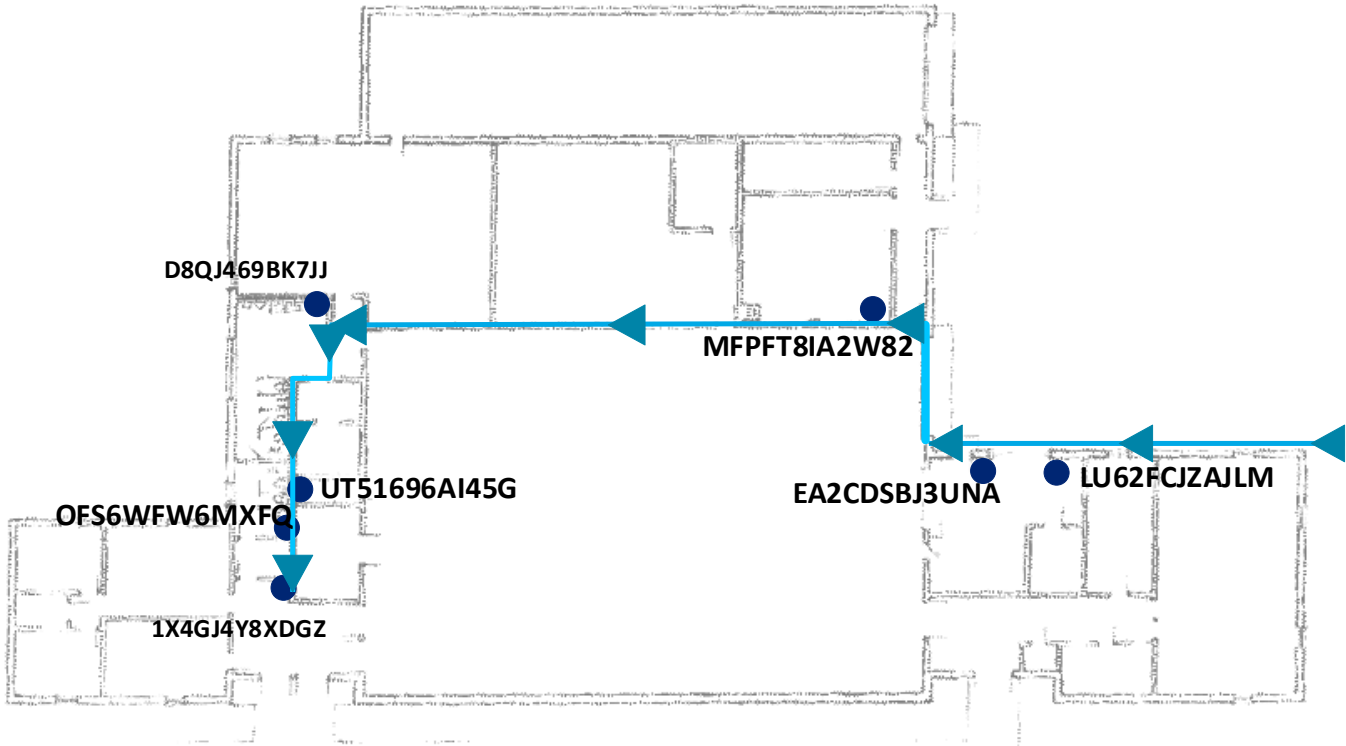 D8QJ469BK7JJ
MFPFT8IA2W82
LU62FCJZAJLM
EA2CDSBJ3UNA
UT51696AI45G
OFS6WFW6MXFQ
1X4GJ4Y8XDGZ